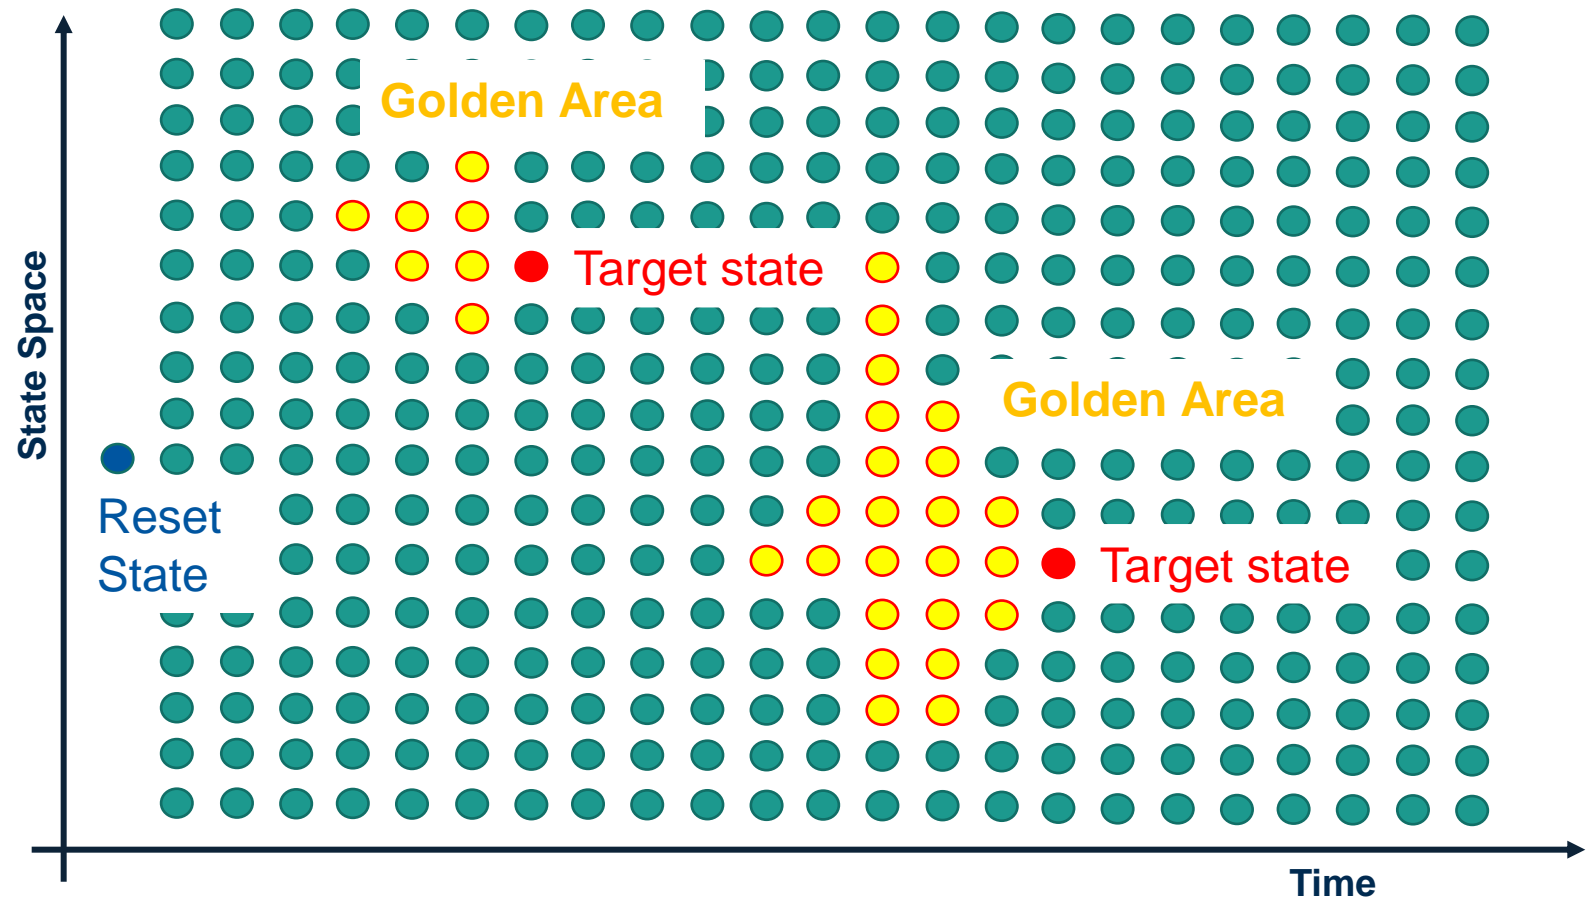 Golden Area
Target state
State Space
Golden Area
Reset
State
Target state
Time